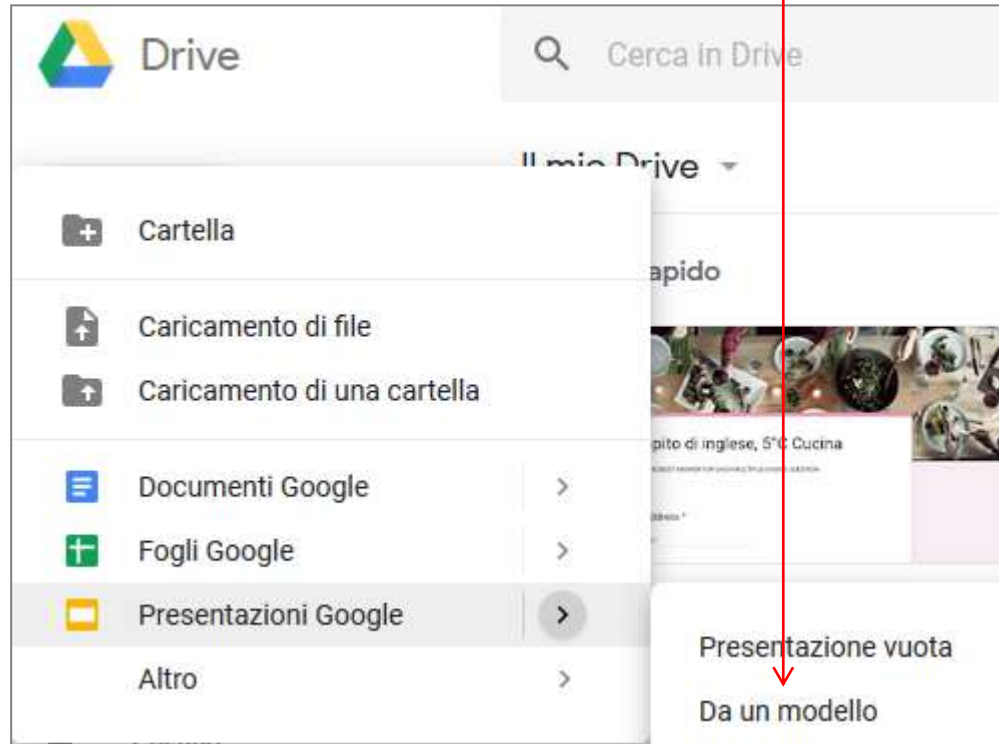 Drive
Cerca in Drive
Il mio Drive
Cartella
apido
Caricamento di file
Caricamento di una cartella
pito di inglese, 5°C Cucina
Documenti Google
Fogli Google
Presentazioni Google
Presentazione vuota
Altro
Da un modello